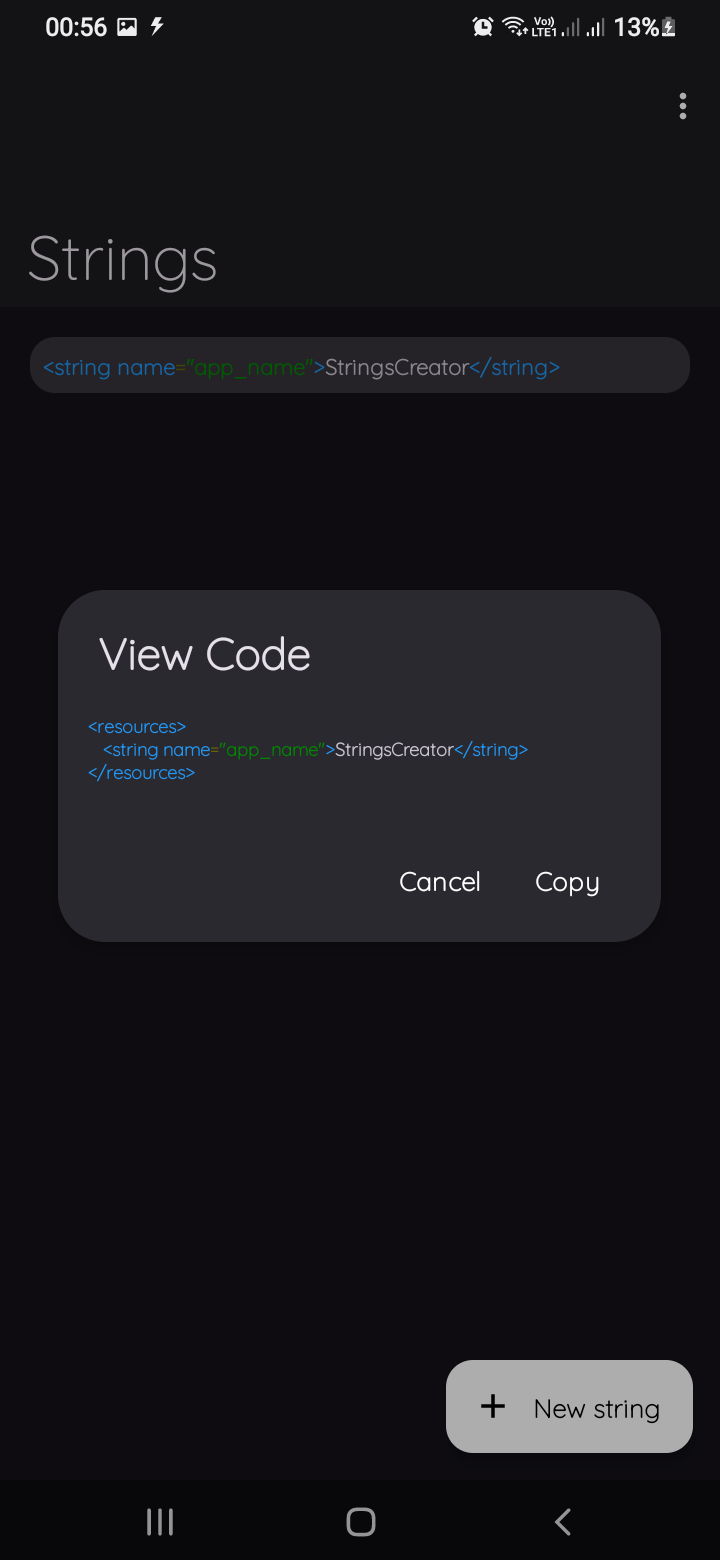 00:56
Vo))
LTE1
13%
Strings
<string name="app_name">StringsCreator</string>
View Code
<resources>
<string name="app_name">StringsCreator</string>
</resources>
Cancel Copy
+ New string